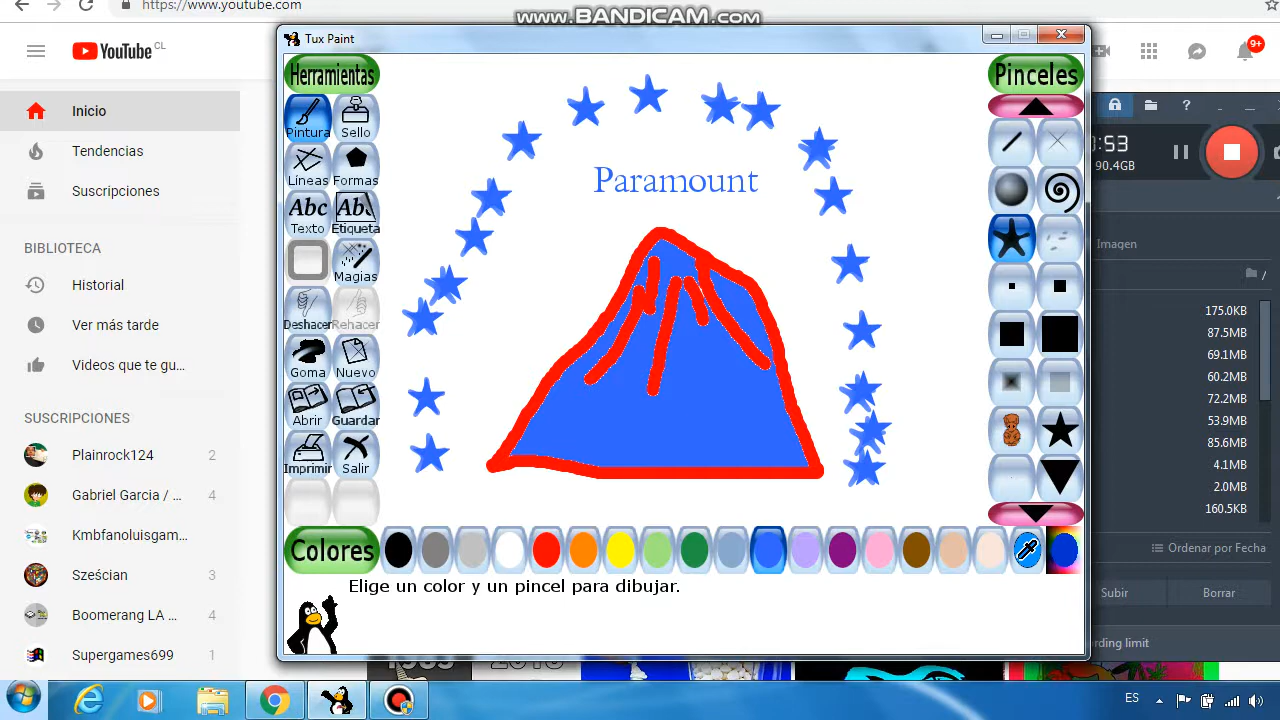 https://www.youtube.com
www.BANDICAM.com
YouTube CL
9+
Inicio
Tendencias
Suscripciones
BIBLIOTECA
Historial
Ver más tarde
Videos que te gu...
SUSCRIPCIONES
Plainrock124 2
Gabriel Garcia / ... 4
Kmbfanoluisgam...
Sześcian 3
Boomerang LA ... 4
Supergames699 1
Tux Paint
Herramientas
Pintura Sello
Líneas Formas
Abc Abc
Texto Etiqueta
Magias
Deshacer Rehacer
Goma Nuevo
Abrir Guardar
Imprimir Salir
Paramount
Pinceles
Colores
Elige un color y un pincel para dibujar.
:53
90.4GB
Imagen
/
175.0KB
87.5MB
69.1MB
60.2MB
72.2MB
53.9MB
85.6MB
4.1MB
2.0MB
160.5KB
Ordenar por Fecha
Subir Borrar
rding limit
ES